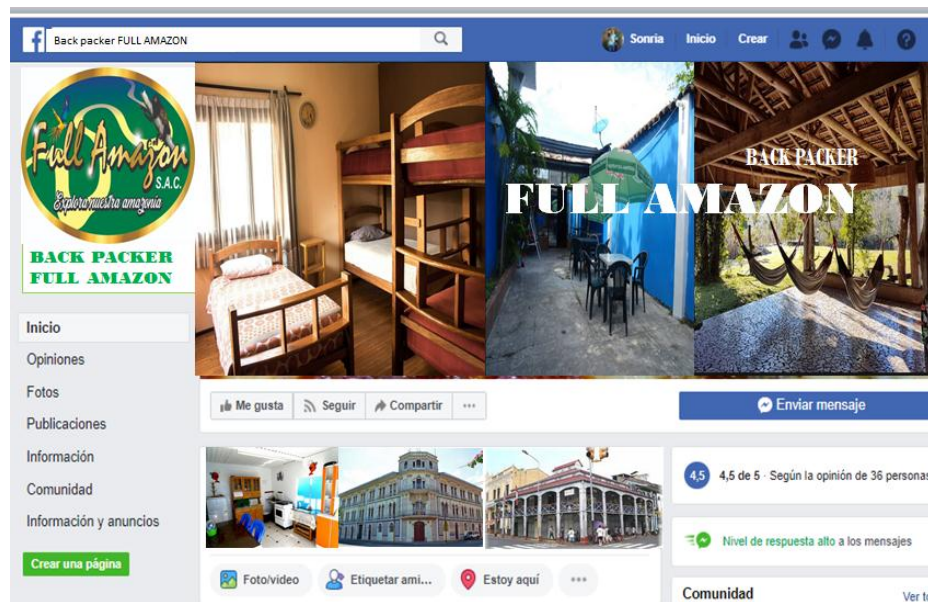 Back packer FULL AMAZON
Sonria Inicio Crear
Full Amazon
S.A.C.
Explora nuestra amazonia
BACK PACKER
FULL AMAZON
BACK PACKER
FULL AMAZON
Inicio
Opiniones
Fotos
Publicaciones
Información
Comunidad
Información y anuncios
Crear una página
Me gusta Seguir Compartir
Enviar mensaje
4,5 4,5 de 5 · Según la opinión de 36 personas
Nivel de respuesta alto a los mensajes
Foto/video Etiquetar ami... Estoy aquí
Comunidad Ver to